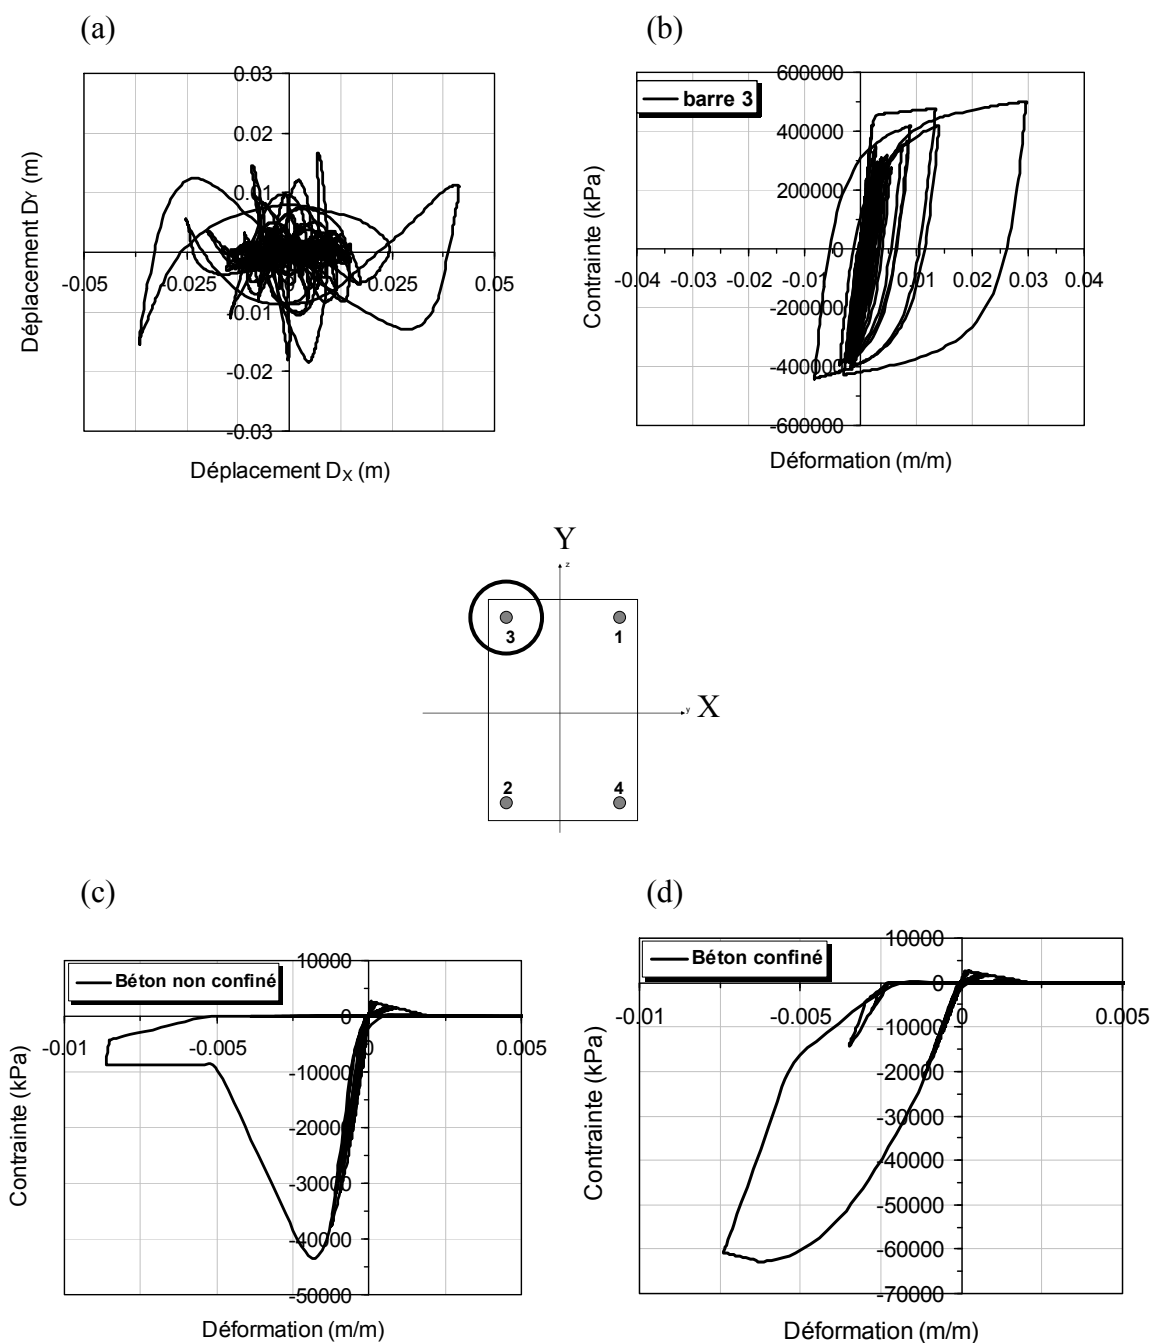 (a)
(b)
0.03
0.02
0.01
0
-0.01
-0.02
-0.03
-0.05
-0.025
0
0.025
0.05
Déplacement DY (m)
Déplacement DX (m)
600000
400000
200000
0
-200000
-400000
-600000
-0.04
-0.03
-0.02
-0.01
0
0.01
0.02
0.03
0.04
barre 3
Contrainte (kPa)
Déformation (m/m)
Y
z
3
1
y
X
2
4
(c)
(d)
10000
0
-10000
-20000
-30000
-40000
-50000
-0.01
-0.005
0
0.005
Béton non confiné
Contrainte (kPa)
Déformation (m/m)
10000
0
-10000
-20000
-30000
-40000
-50000
-60000
-70000
-0.01
-0.005
0
0.005
Béton confiné
Contrainte (kPa)
Déformation (m/m)